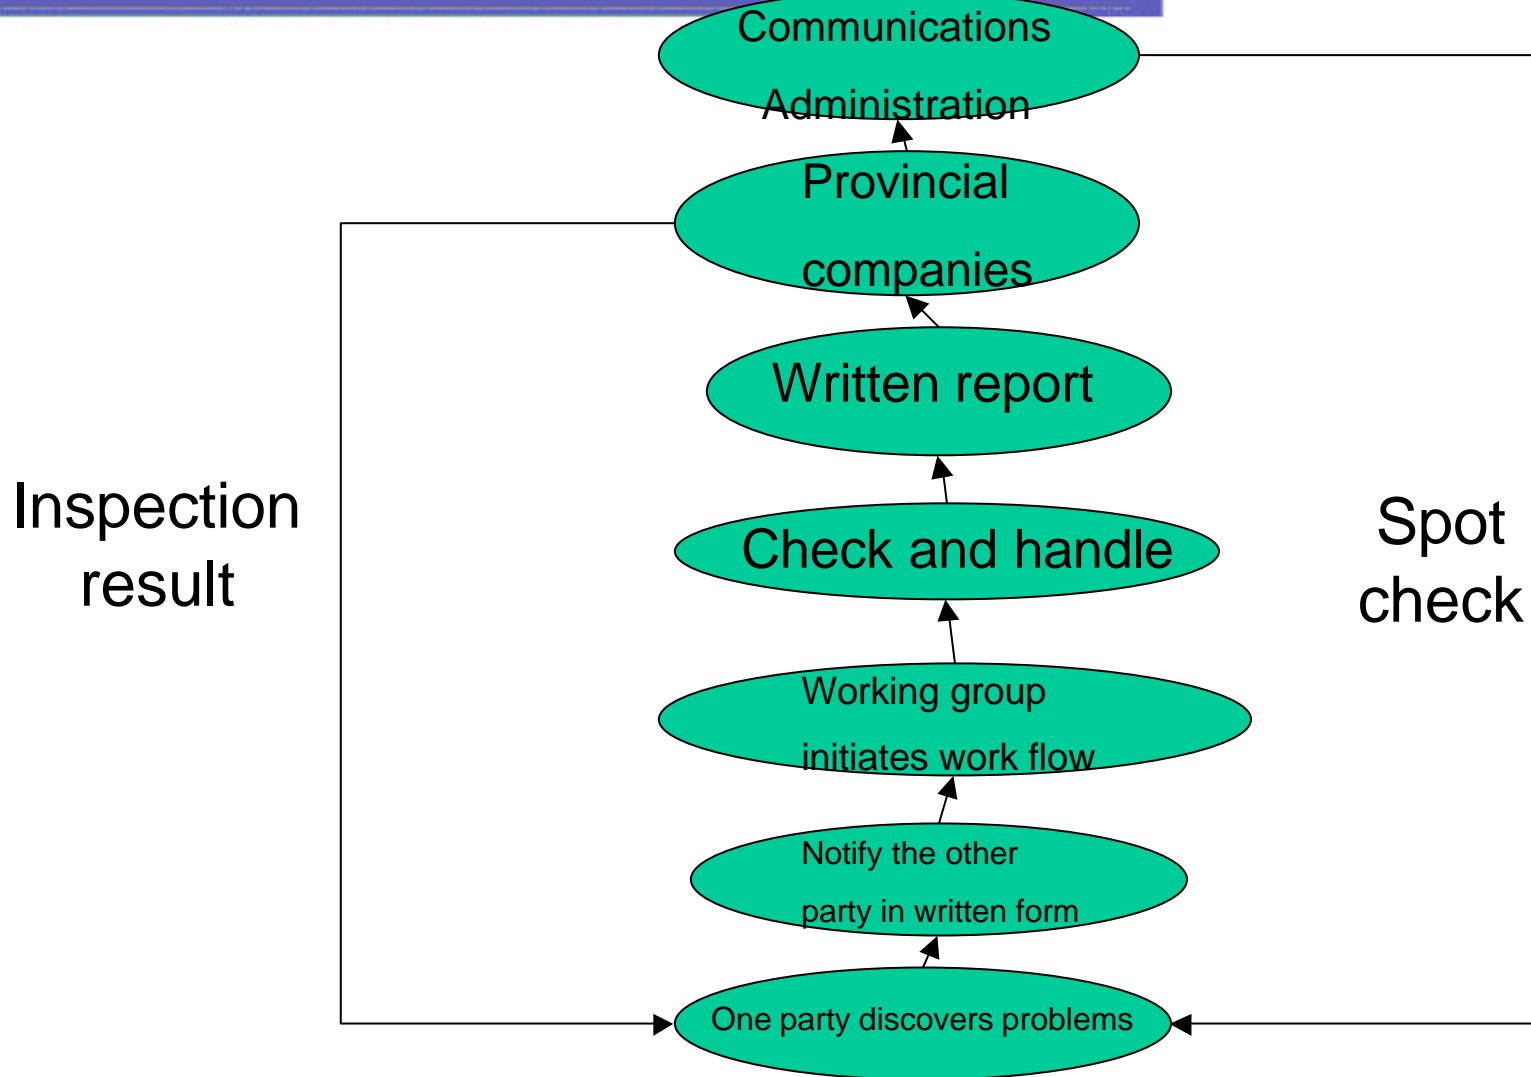 Communications
Administration
Provincial
companies
Written report
Inspection
result
Check and handle
Spot
check
Working group
initiates work flow
Notify the other
party in written form
One party discovers problems